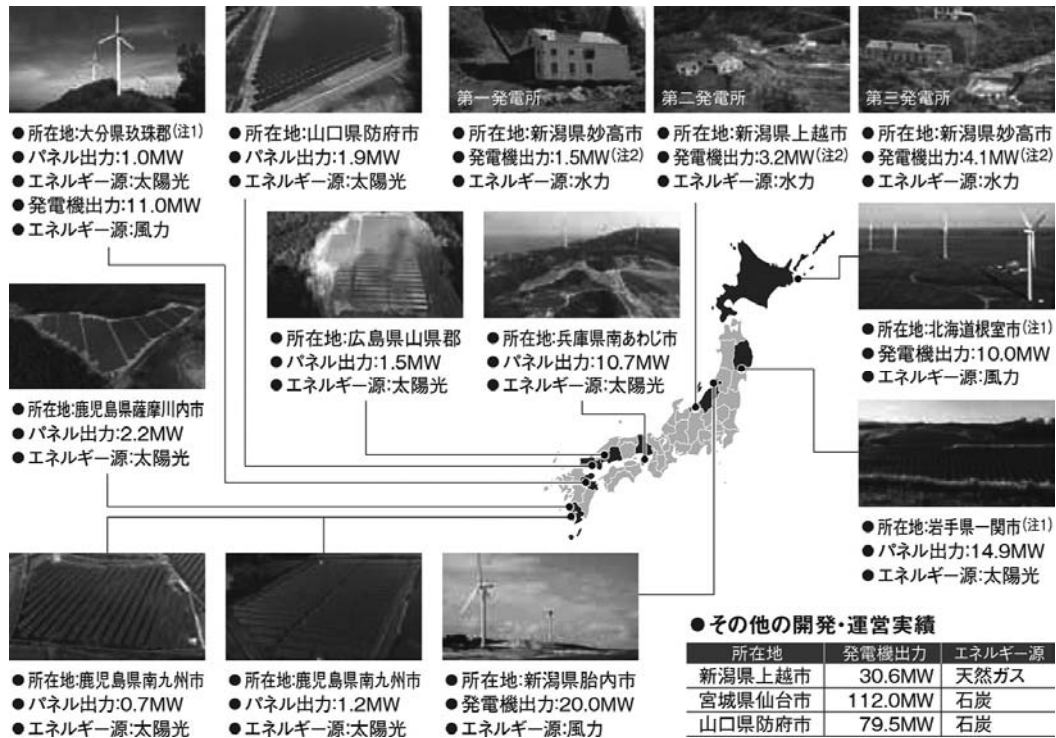 第一発電所
第二発電所
第三発電所
●所在地:大分県玖珠郡(注1)
●パネル出力:1.0MW
●エネルギー源:太陽光
●発電機出力:11.0MW
●エネルギー源:風力
●所在地:山口県防府市
●パネル出力:1.9MW
●エネルギー源:太陽光
●所在地:新潟県妙高市
●発電機出力:1.5MW(注2)
●エネルギー源:水力
●所在地:新潟県上越市
●発電機出力:3.2MW(注2)
●エネルギー源:水力
●所在地:新潟県妙高市
●発電機出力:4.1MW(注2)
●エネルギー源:水力
●所在地:広島県山県郡
●パネル出力:1.5MW
●エネルギー源:太陽光
●所在地:兵庫県南あわじ市
●パネル出力:10.7MW
●エネルギー源:太陽光
●所在地:北海道根室市(注1)
●発電機出力:10.0MW
●エネルギー源:風力
●所在地:鹿児島県薩摩川内市
●パネル出力:2.2MW
●エネルギー源:太陽光
●所在地:岩手県一関市(注1)
●パネル出力:14.9MW
●エネルギー源:太陽光
●所在地:鹿児島県南九州市
●パネル出力:0.7MW
●エネルギー源:太陽光
●所在地:鹿児島県南九州市
●パネル出力:1.2MW
●エネルギー源:太陽光
●所在地:新潟県胎内市
●発電機出力:20.0MW
●エネルギー源:風力
●その他の開発・運営実績
所在地 発電機出力 エネルギー源
新潟県上越市 30.6MW 天然ガス
宮城県仙台市 112.0MW 石炭
山口県防府市 79.5MW 石炭